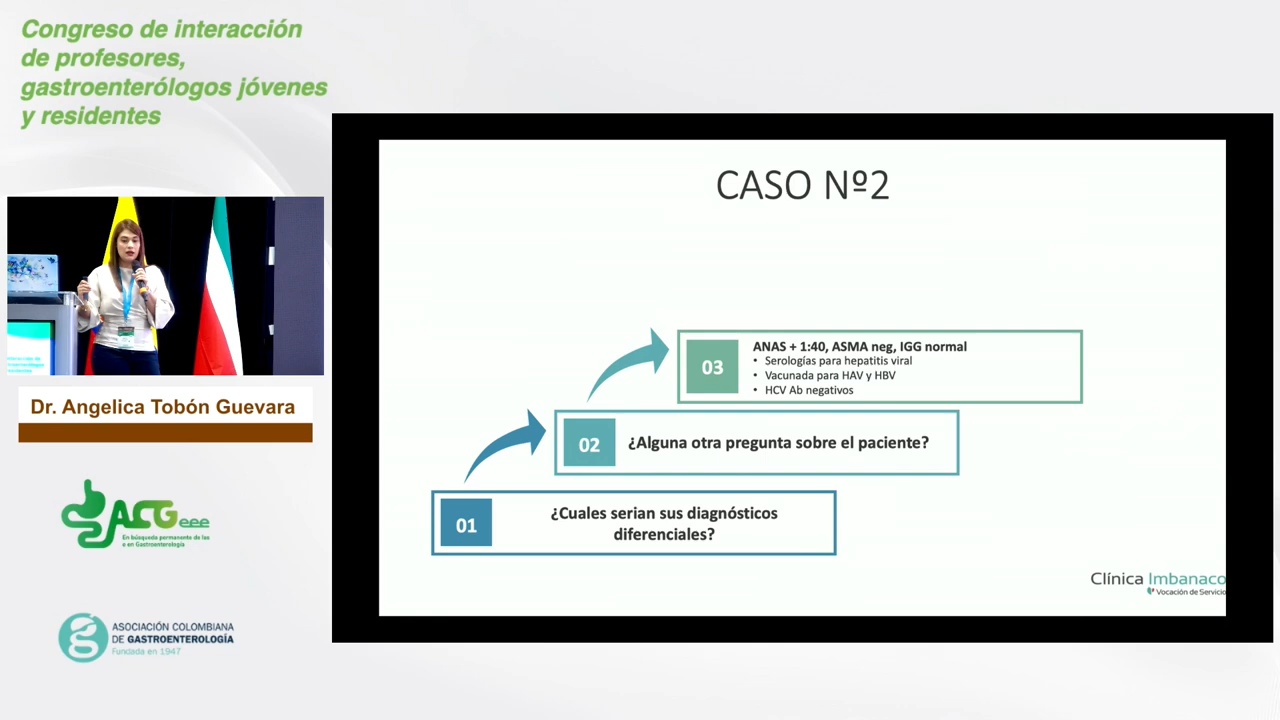 Congreso de interacción
de profesores,
gastroenterólogos jóvenes
y residentes
CASO Nº2
03
ANAS + 1:40, ASMA neg, IGG normal
• Serologías para hepatitis viral
• Vacunada para HAV y HBV
• HCV Ab negativos
02
¿Alguna otra pregunta sobre el paciente?
01
¿Cuales serian sus diagnósticos
diferenciales?
Clínica Imbanaco
Vocación de Servicio
Dr. Angelica Tobón Guevara
ACGeee
En búsqueda permanente de las
e en Gastroenterología
ASOCIACIÓN COLOMBIANA
DE GASTROENTEROLOGÍA
Fundada en 1947